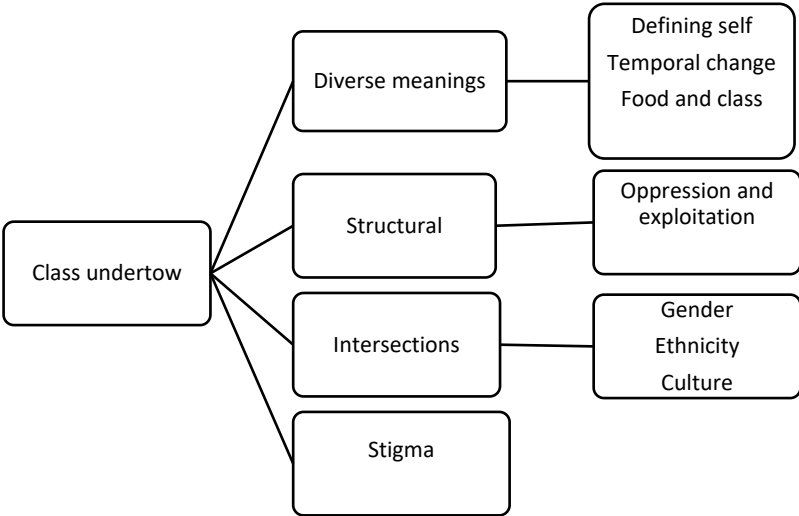 Class undertow
Diverse meanings
Defining self
Temporal change
Food and class
Structural
Oppression and
exploitation
Intersections
Gender
Ethnicity
Culture
Stigma